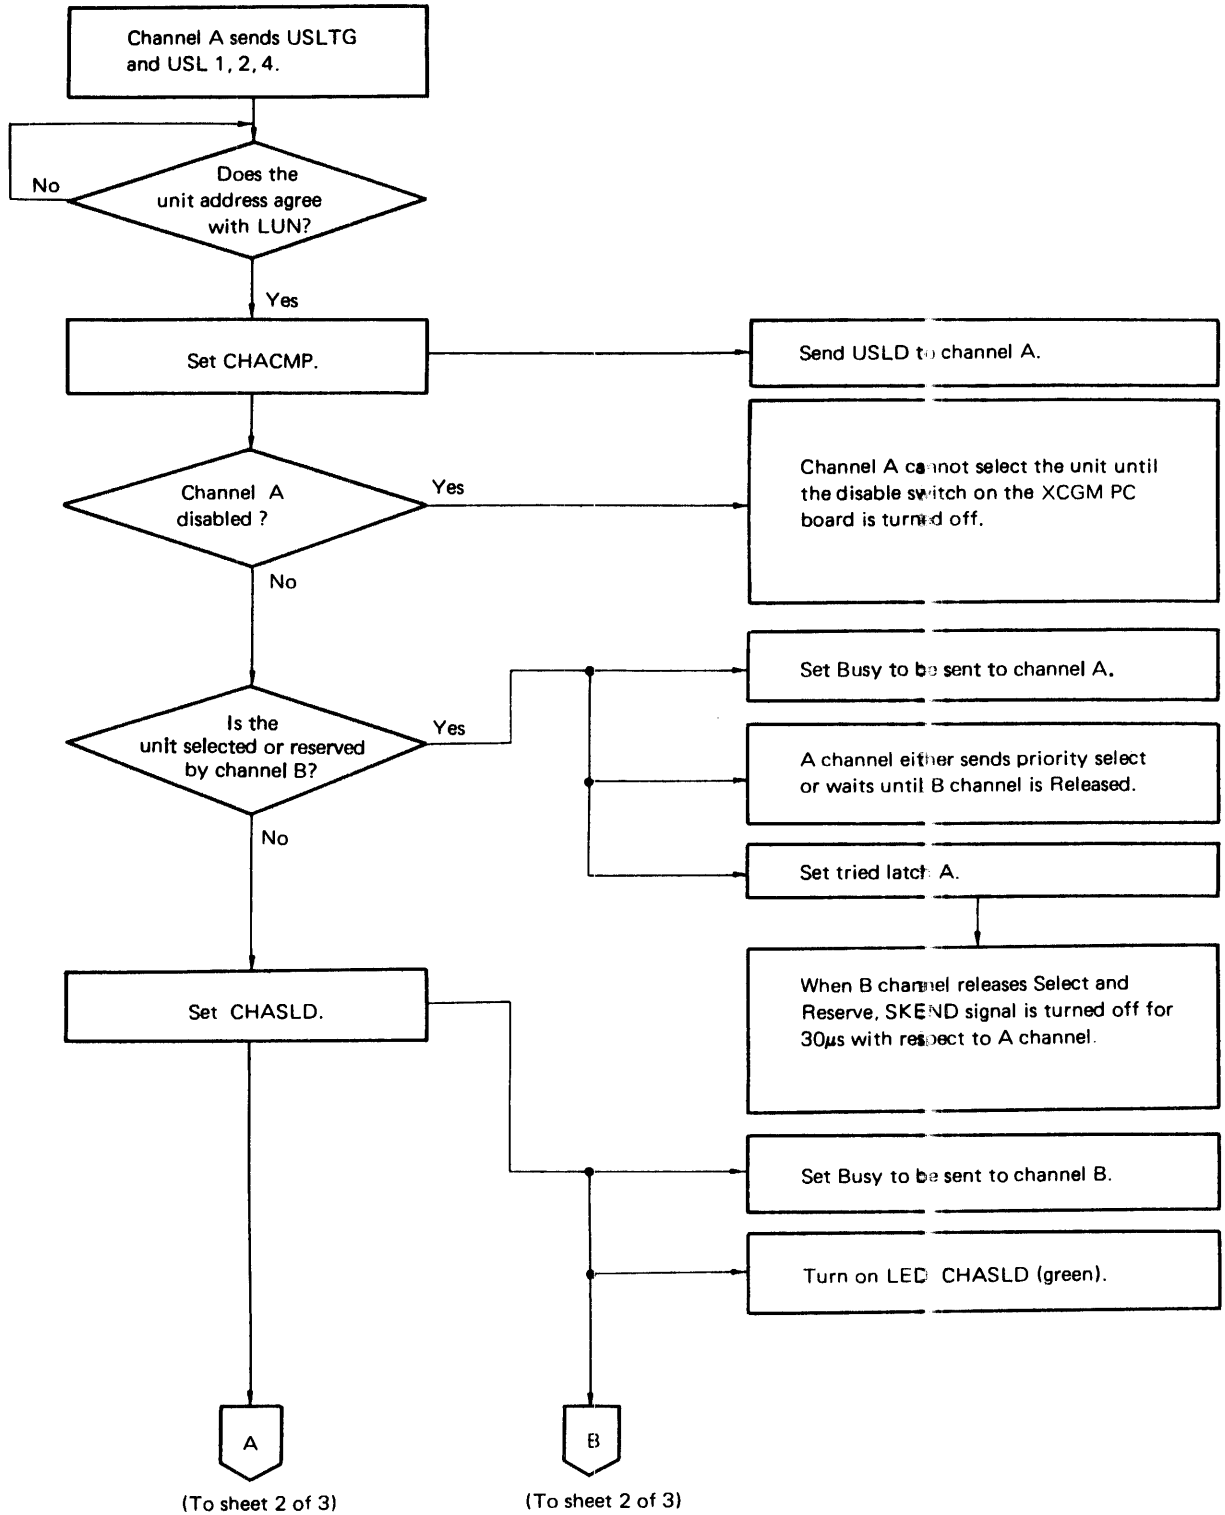 Channel A sends USLTG
and USL 1, 2, 4.
No
Does the
unit address agree
with LUN?
Yes
Set CHACMP.
Send USLD to channel A.
Channel A
disabled ?
Yes
Channel A cannot select the unit until
the disable switch on the XCGM PC
board is turned off.
No
Is the
unit selected or reserved
by channel B?
Yes
Set Busy to be sent to channel A.
A channel either sends priority select
or waits until B channel is Released.
No
Set tried latch A.
When B channel releases Select and
Reserve, SKEND signal is turned off for
30μs with respect to A channel.
Set CHASLD.
Set Busy to be sent to channel B.
Turn on LED CHASLD (green).
A
(To sheet 2 of 3)
B
(To sheet 2 of 3)